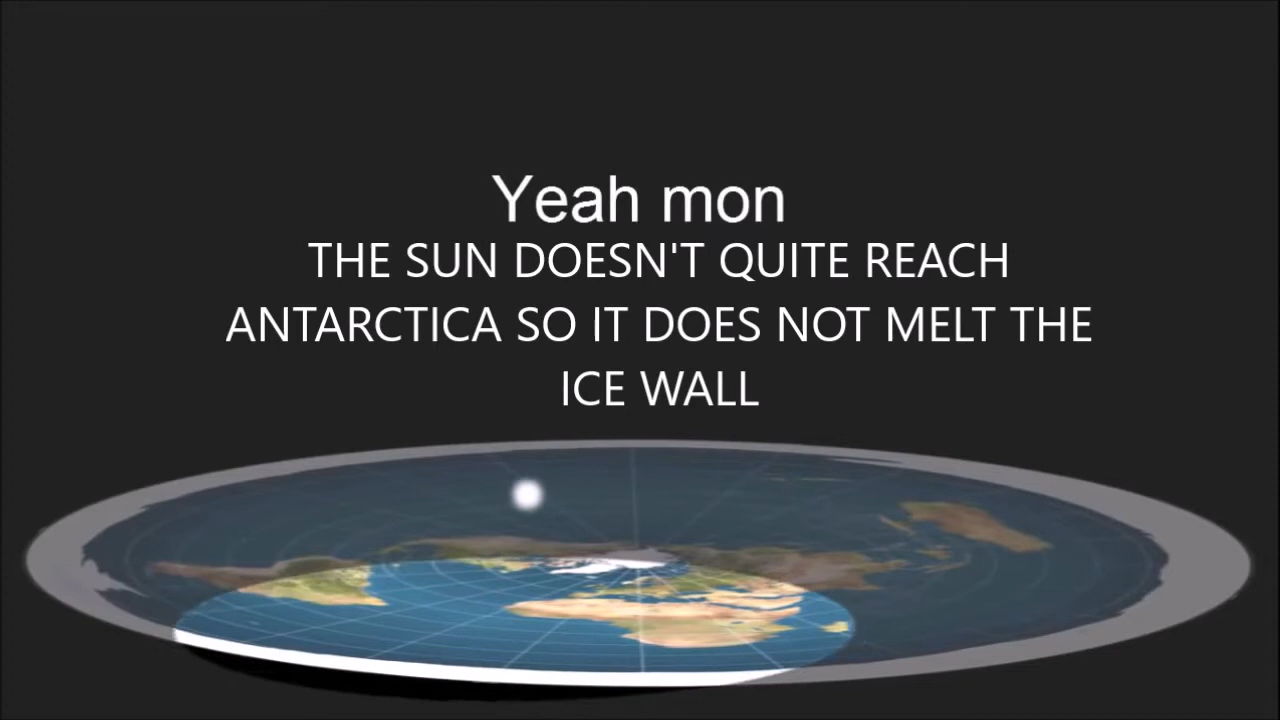 Yeah mon
THE SUN DOESN'T QUITE REACH
ANTARCTICA SO IT DOES NOT MELT THE
ICE WALL